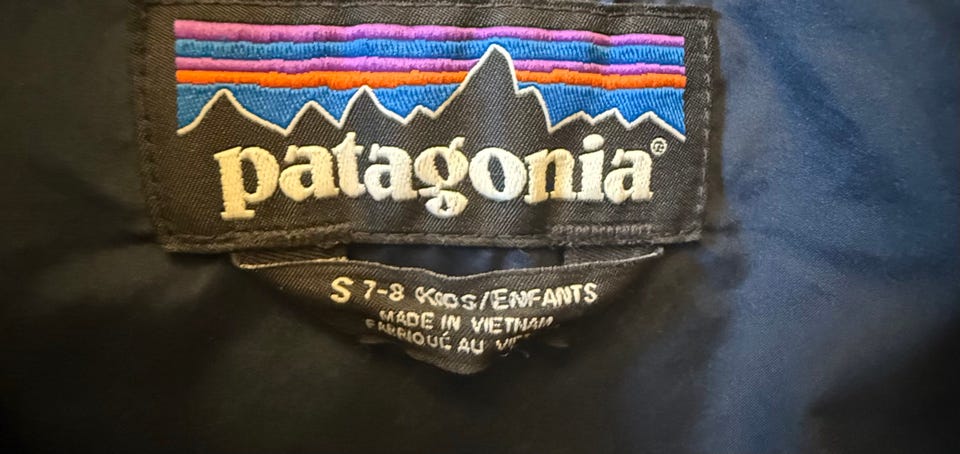 patagonia®
S 7-8 KIDS/ENFANTS
MADE IN VIETNAM
FABRIQUÉ AU